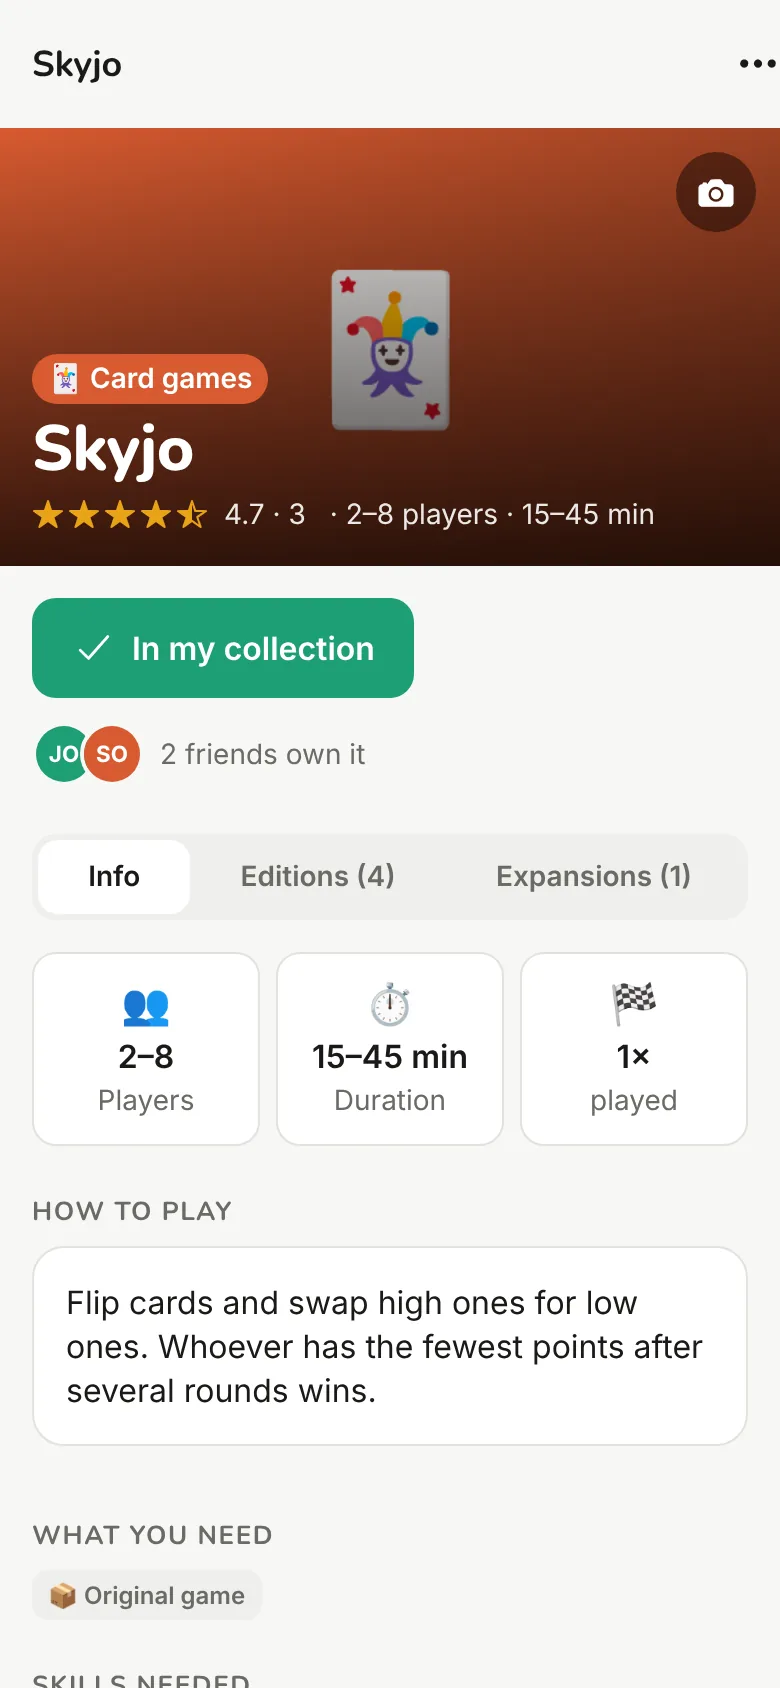 Skyjo
Card games
Skyjo
4.7 · 3 · 2–8 players · 15–45 min
In my collection
JO SO 2 friends own it
Info Editions (4) Expansions (1)
2–8 15–45 min 1×
Players Duration played
HOW TO PLAY
Flip cards and swap high ones for low
ones. Whoever has the fewest points after
several rounds wins.
WHAT YOU NEED
Original game
SKILLS NEEDED